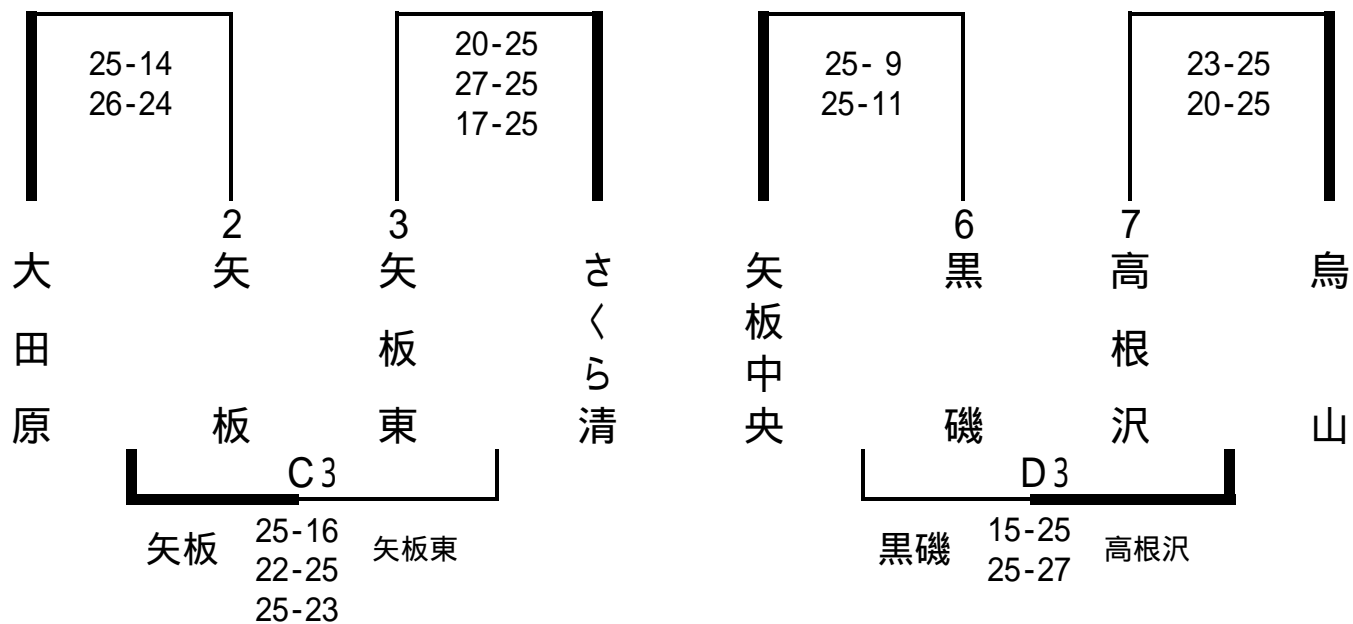 25-14
26-24
20-25
27-25
17-25
25- 9
25-11
23-25
20-25
2
3
6
7
大田原
矢板
矢板東
さくら清
矢板中央
黒磯
高根沢
烏山
C3
D3
矢板
25-16
22-25
25-23
矢板東
黒磯
15-25
25-27
高根沢